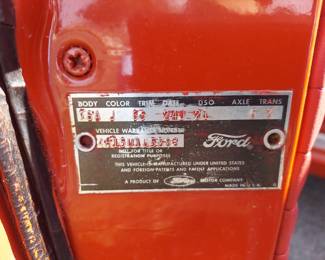 BODY COLOR TRIM DATE DSO AXLE TRANS
VEHICLE WARRANTY NUMBER
Ford
NOT FOR TITLE OR
REGISTRATION PURPOSES
THIS VEHICLE MANUFACTURED UNDER UNITED STATES
AND FOREIGN PATENTS AND PATENT APPLICATIONS
A PRODUCT OF Ford MOTOR COMPANY
MADE IN U.S.A.